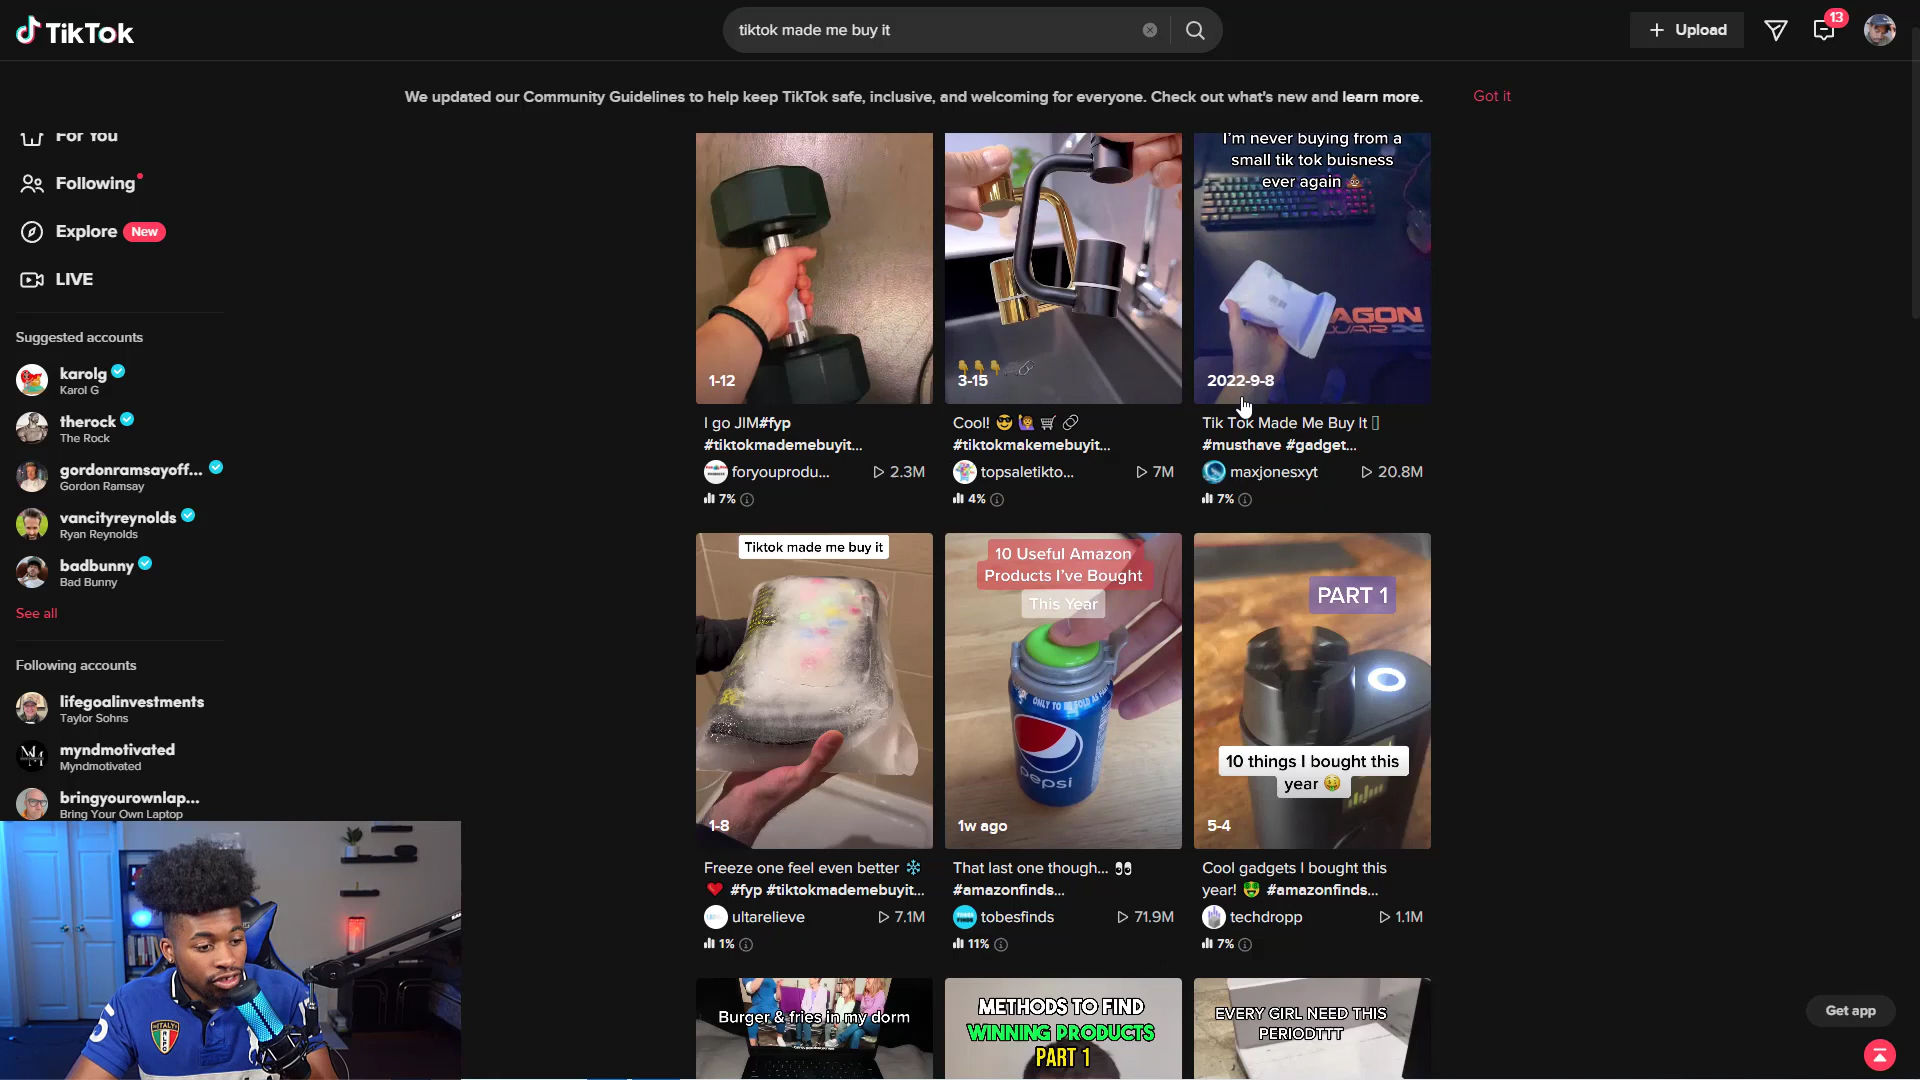 TikTok
tiktok made me buy it
Upload
13
We updated our Community Guidelines to help keep TikTok safe, inclusive, and welcoming for everyone. Check out what's new and learn more.
Got it
For You
Following
Explore New
LIVE
Suggested accounts
karolg
Karol G
therock
The Rock
gordonramsayoff...
Gordon Ramsay
vancityreynolds
Ryan Reynolds
badbunny
Bad Bunny
See all
Following accounts
lifegoalinvestments
Taylor Sohns
myndmotivated
Myndmotivated
bringyourownlap...
Bring Your Own Laptop
1-12
I go JIM#fyp
#tiktokmademebuyit...
foryouprodu...
2.3M
7%
3-15
Cool! 😎 🙋 🛒 🔗
#tiktokmakemebuyit...
topsaletikto...
7M
4%
I'm never buying from a
small tik tok buisness
ever again 💩
2022-9-8
Tik Tok Made Me Buy It
#musthave #gadget...
maxjonesxyt
20.8M
7%
Tiktok made me buy it
1-8
Freeze one feel even better ❄️
❤️ #fyp #tiktokmademebuyit...
ultarelieve
7.1M
1%
10 Useful Amazon
Products I've Bought
This Year
ONLY TO BE SOLD AS
pepsi
1w ago
That last one though... 👀
#amazonfinds...
tobesfinds
71.9M
11%
PART 1
10 things I bought this
year 🤑
5-4
Cool gadgets I bought this
year! 🤑 #amazonfinds...
techdropp
1.1M
7%
Burger & fries in my dorm
METHODS TO FIND
WINNING PRODUCTS
PART 1
EVERY GIRL NEED THIS
PERIODTTT
Get app
ITALY